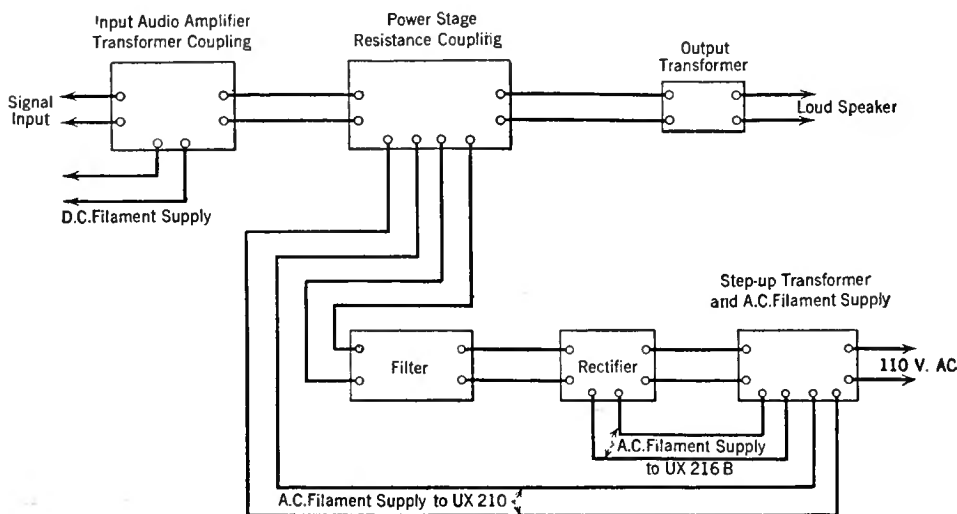 Input Audio Amplifier
Transformer Coupling
Power Stage
Resistance Coupling
Output
Transformer
Signal
Input
Loud Speaker
D.C.Filament Supply
Step-up Transformer
and A.C.Filament Supply
Filter
Rectifier
110 V. AC
A.C.Filament Supply
to UX 216 B
A.C.Filament Supply to UX 210